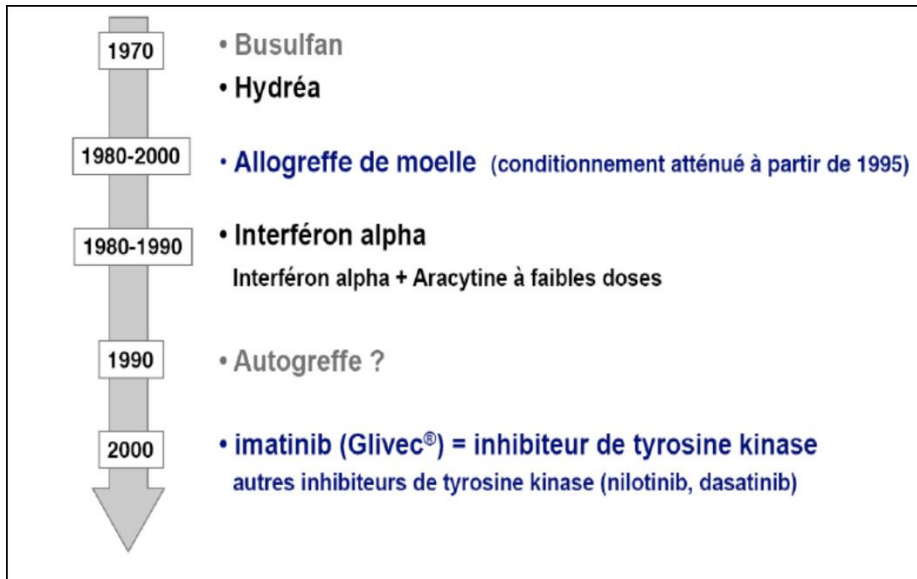 1970
• Busulfan
• Hydréa
1980-2000
• Allogreffe de moelle (conditionnement atténué à partir de 1995)
1980-1990
• Interféron alpha
Interféron alpha + Aracytine à faibles doses
1990
• Autogreffe ?
2000
• imatinib (Glivec®) = inhibiteur de tyrosine kinase
autres inhibiteurs de tyrosine kinase (nilotinib, dasatinib)